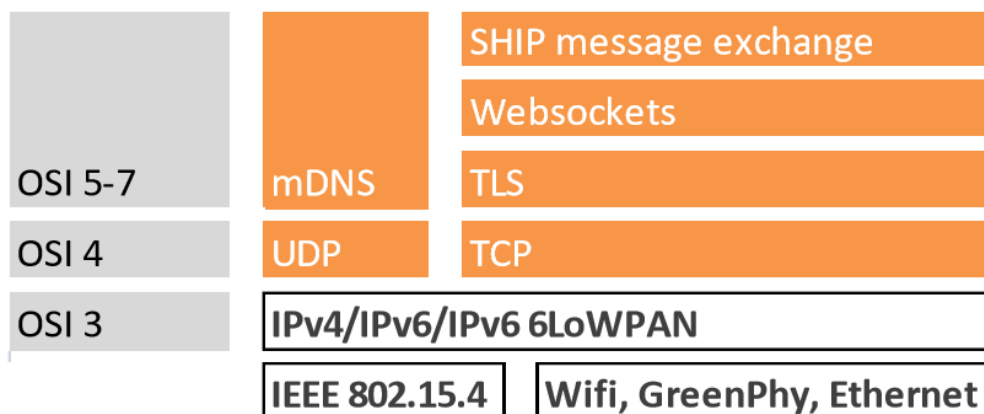 SHIP message exchange
Websockets
OSI 5-7
mDNS
TLS
OSI 4
UDP
TCP
OSI 3
IPv4/IPv6/IPv6 6LoWPAN
IEEE 802.15.4
Wifi, GreenPhy, Ethernet